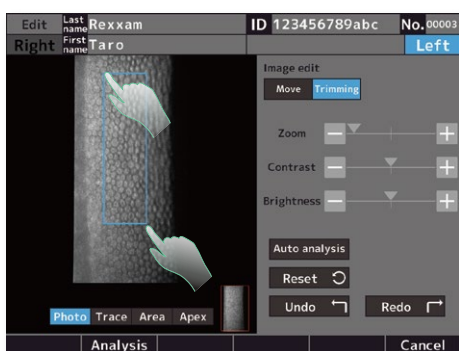 Edit Last name Rexxam ID 123456789abc No. 00003
Right First name Taro Left
Image edit
Move Trimming
Zoom
Contrast
Brightness
Auto analysis
Reset
Undo Redo
Photo Trace Area Apex
Analysis Cancel